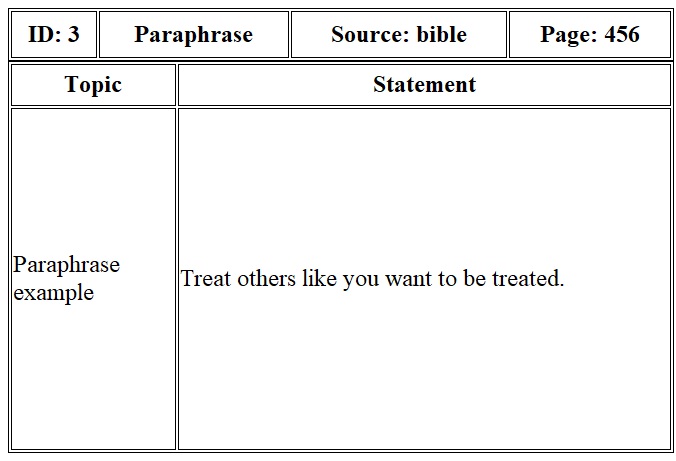 ID: 3 Paraphrase Source: bible Page: 456
Topic Statement
Paraphrase
example
Treat others like you want to be treated.